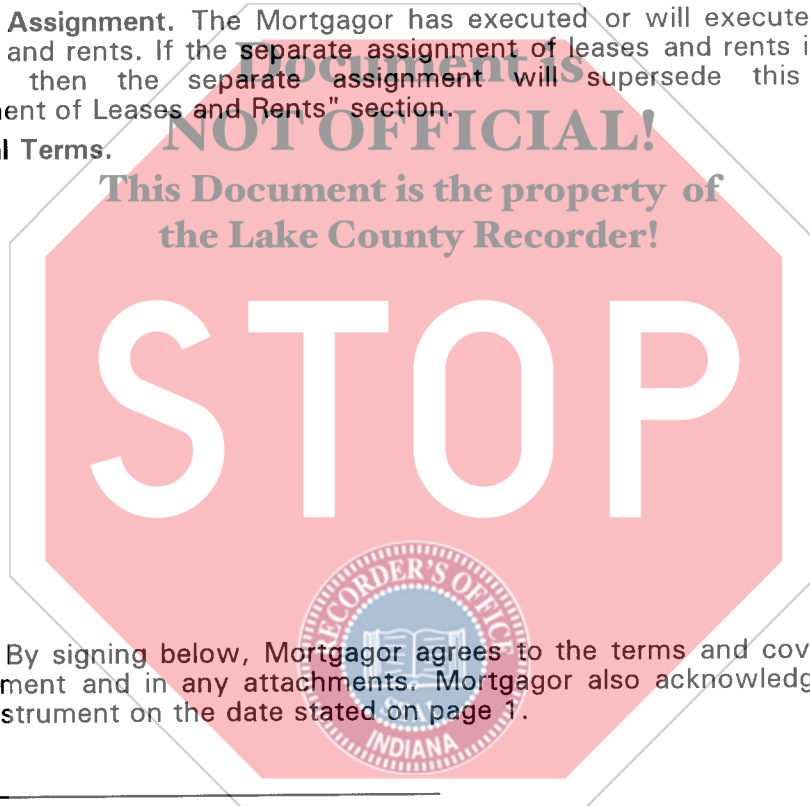 Assignment. The Mortgagor has executed or will execute
and rents. If the separate assignment of leases and rents i
Document is
then the separate assignment will supersede this
ent of Leases and Rents" section.
NOT OFFICIAL!
l Terms.
This Document is the property of
the Lake County Recorder!
STOP
RECORDER'S OFFICE
By signing below, Mortgagor agrees to the terms and cov
ment and in any attachments. Mortgagor also acknowledg
strument on the date stated on page 1.
SEAL
INDIANA